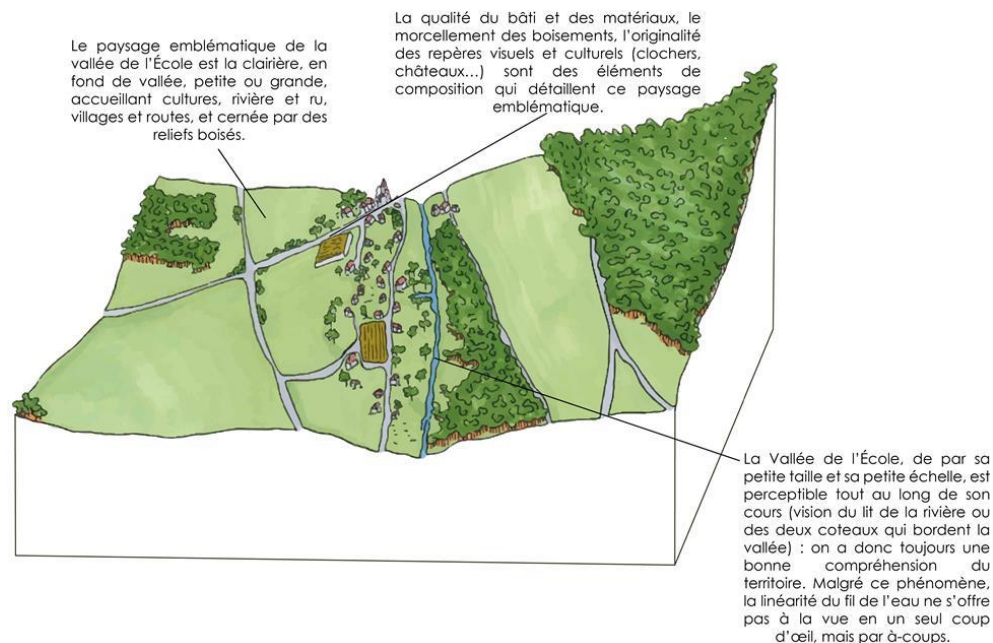 Le paysage emblématique de la
vallée de l'École est la clairière, en
fond de vallée, petite ou grande,
accueillant cultures, rivière et ru,
villages et routes, et cernée par des
reliefs boisés.
La qualité du bâti et des matériaux, le
morcellement des boisements, l'originalité
des repères visuels et culturels (clochers,
châteaux...) sont des éléments de
composition qui détaillent ce paysage
emblématique.
La Vallée de l'École, de par sa
petite taille et sa petite échelle, est
perceptible tout au long de son
cours (vision du lit de la rivière ou
des deux coteaux qui bordent la
vallée) : on a donc toujours une
bonne compréhension du
territoire. Malgré ce phénomène,
la linéarité du fil de l'eau ne s'offre
pas à la vue en un seul coup
d'œil, mais par à-coups.